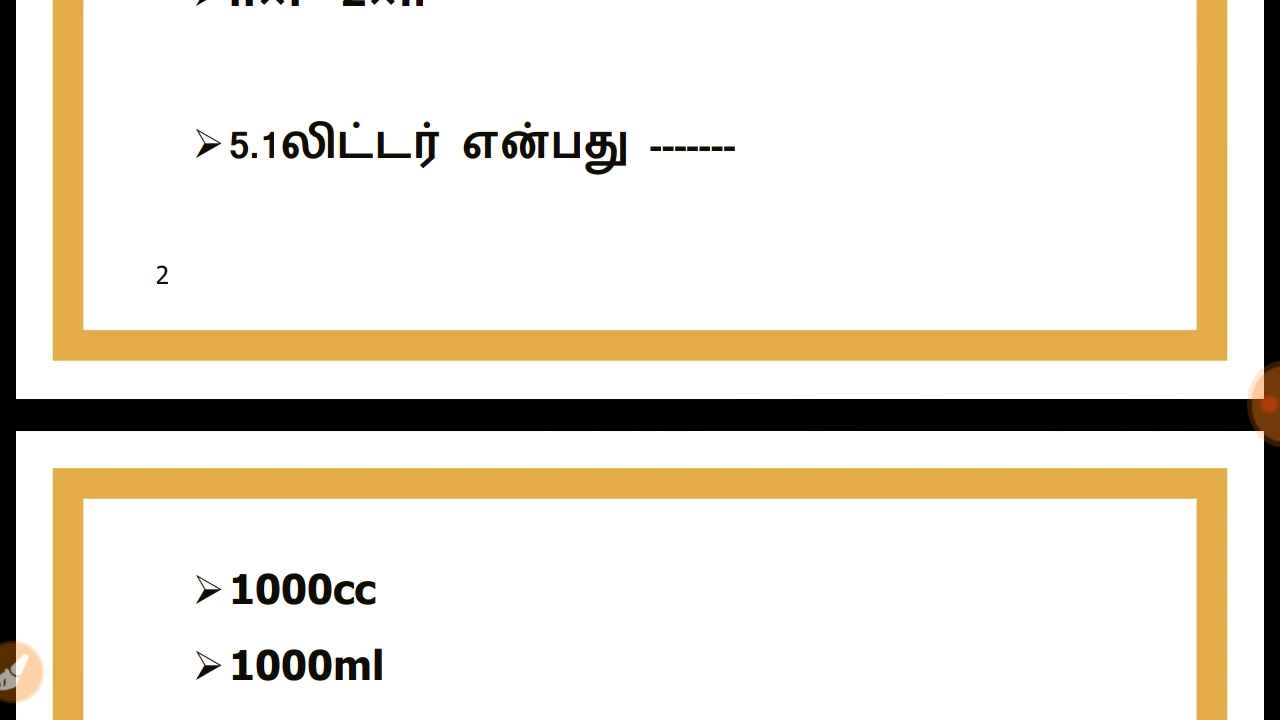 ➢ 5.1லிட்டர் என்பது -------
2
➢ 1000cc
➢ 1000ml